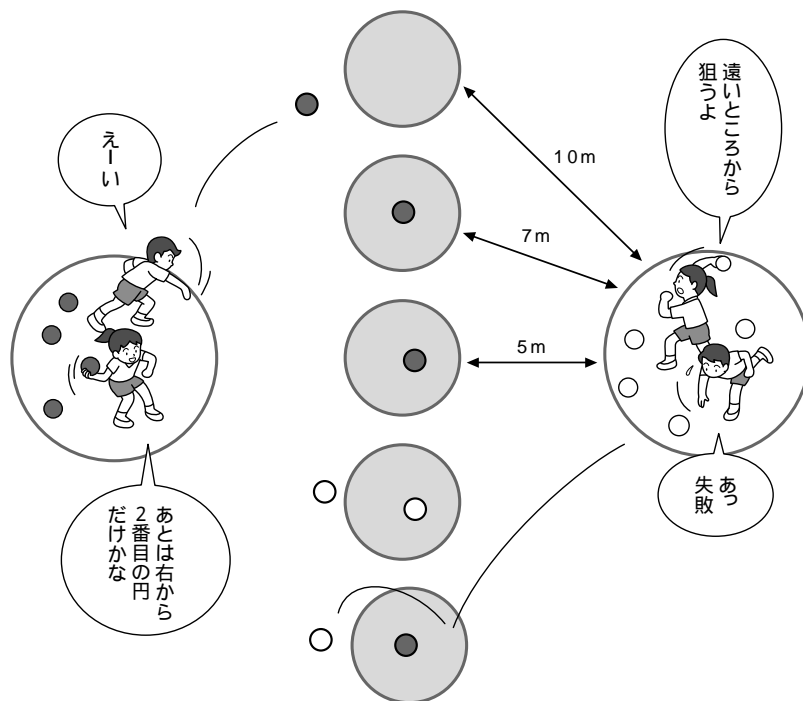 遠いところから
狙うよ
えーい
10m
7m
5m
あっ
失敗
あとは右から
2番目の円
だけかな